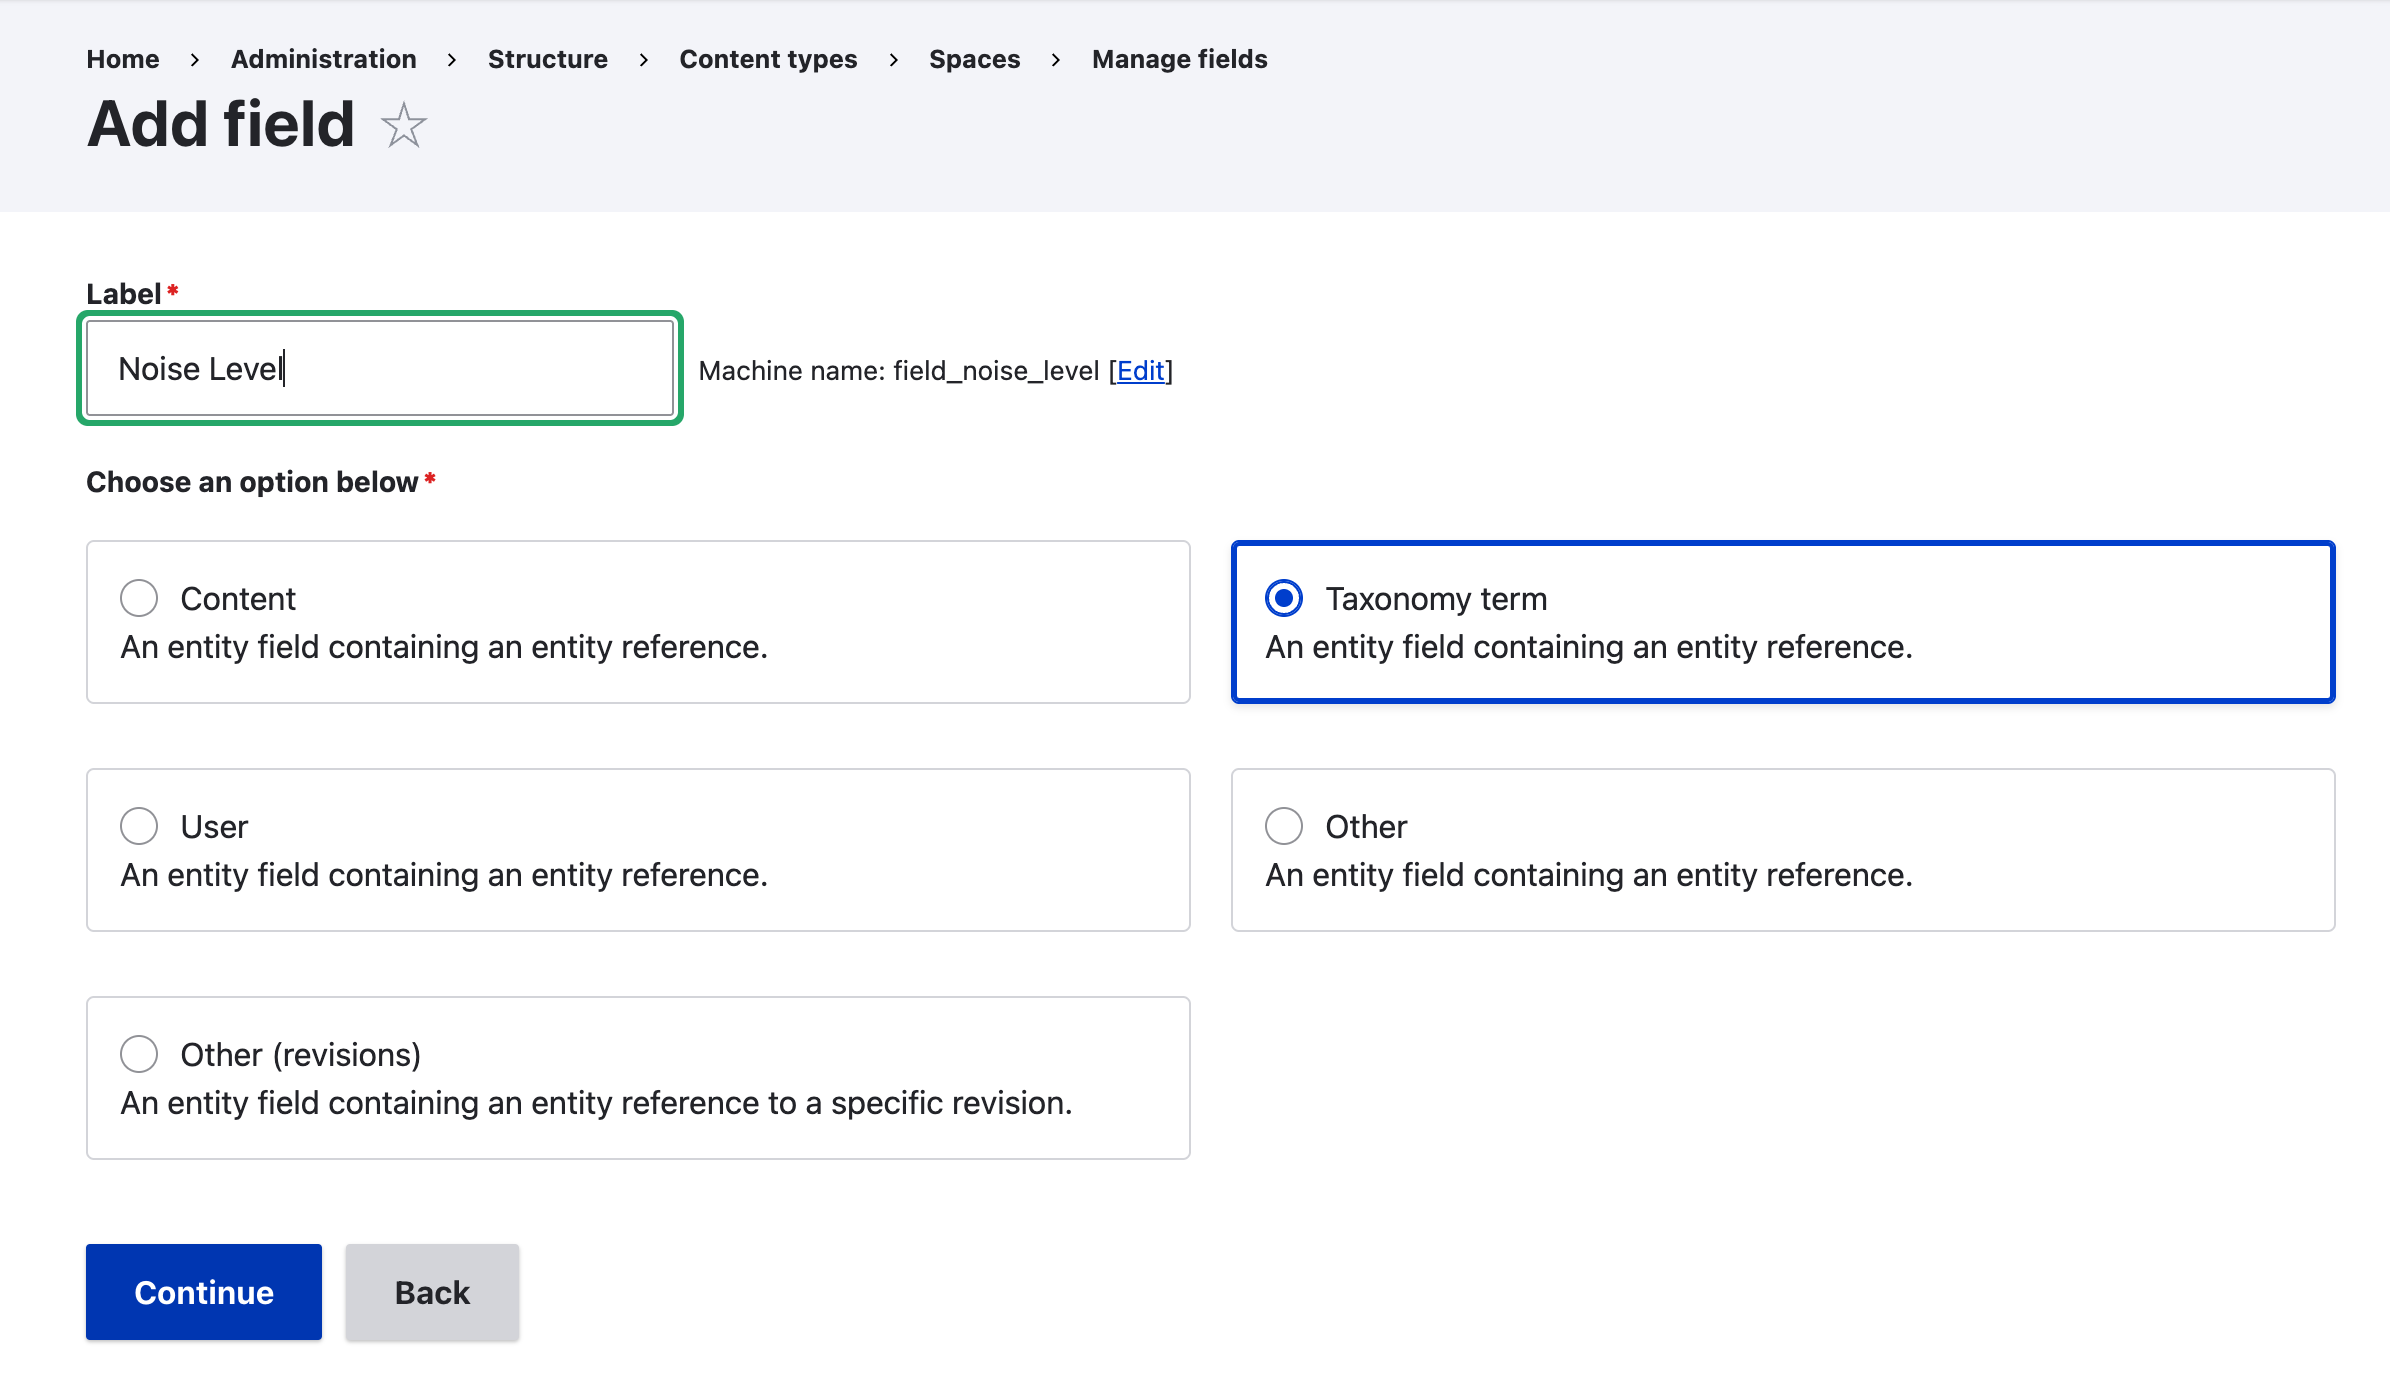 Home > Administration > Structure > Content types > Spaces > Manage fields
Add field
Label*
Noise Level
Machine name: field_noise_level [Edit]
Choose an option below*
Content
An entity field containing an entity reference.
Taxonomy term
An entity field containing an entity reference.
User
An entity field containing an entity reference.
Other
An entity field containing an entity reference.
Other (revisions)
An entity field containing an entity reference to a specific revision.
Continue
Back